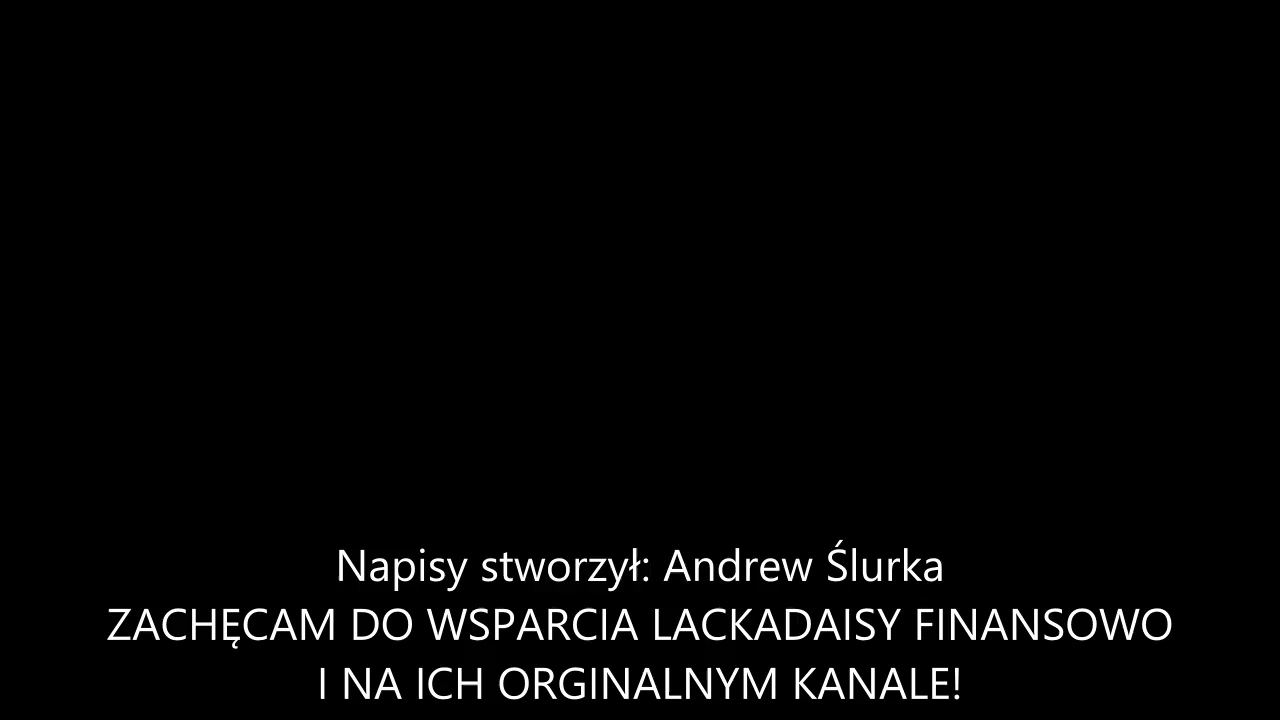 Napisy stworzył: Andrew Ślurka
ZACHĘCAM DO WSPARCIA LACKADAISY FINANSOWO
I NA ICH ORGINALNYM KANALE!